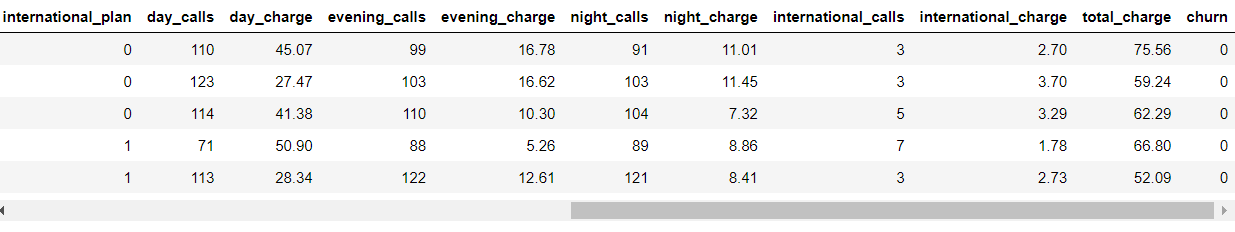 international_plan day_calls day_charge evening_calls evening_charge night_calls night_charge international_calls international_charge total_charge churn
0 110 45.07 99 16.78 91 11.01 3 2.70 75.56 0
0 123 27.47 103 16.62 103 11.45 3 3.70 59.24 0
0 114 41.38 110 10.30 104 7.32 5 3.29 62.29 0
1 71 50.90 88 5.26 89 8.86 7 1.78 66.80 0
1 113 28.34 122 12.61 121 8.41 3 2.73 52.09 0